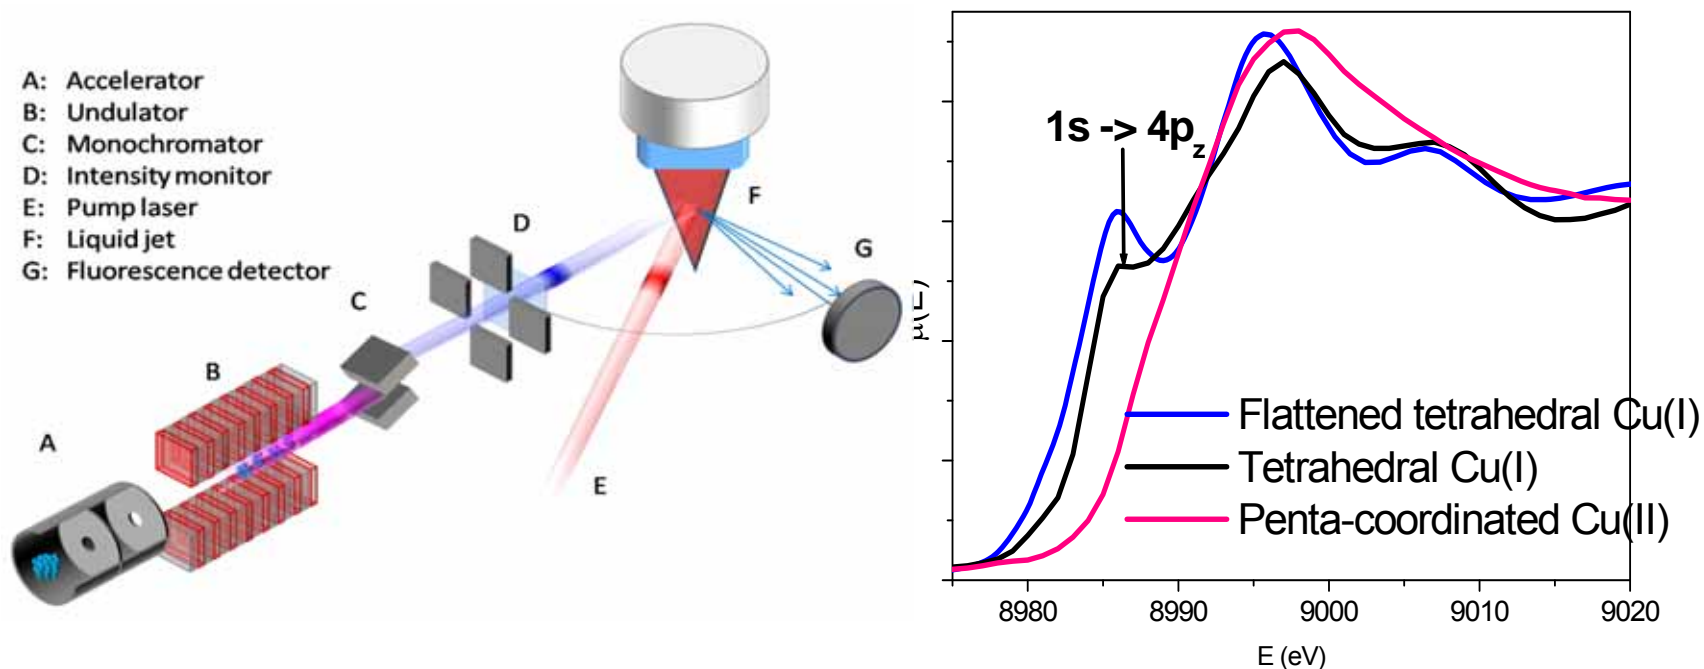 A: Accelerator
B: Undulator
C: Monochromator
D: Intensity monitor
E: Pump laser
F: Liquid jet
G: Fluorescence detector
A
B
C
D
E
F
G
1s -> 4p_z
μ(E)
Flattened tetrahedral Cu(I)
Tetrahedral Cu(I)
Penta-coordinated Cu(II)
8980 8990 9000 9010 9020
E (eV)